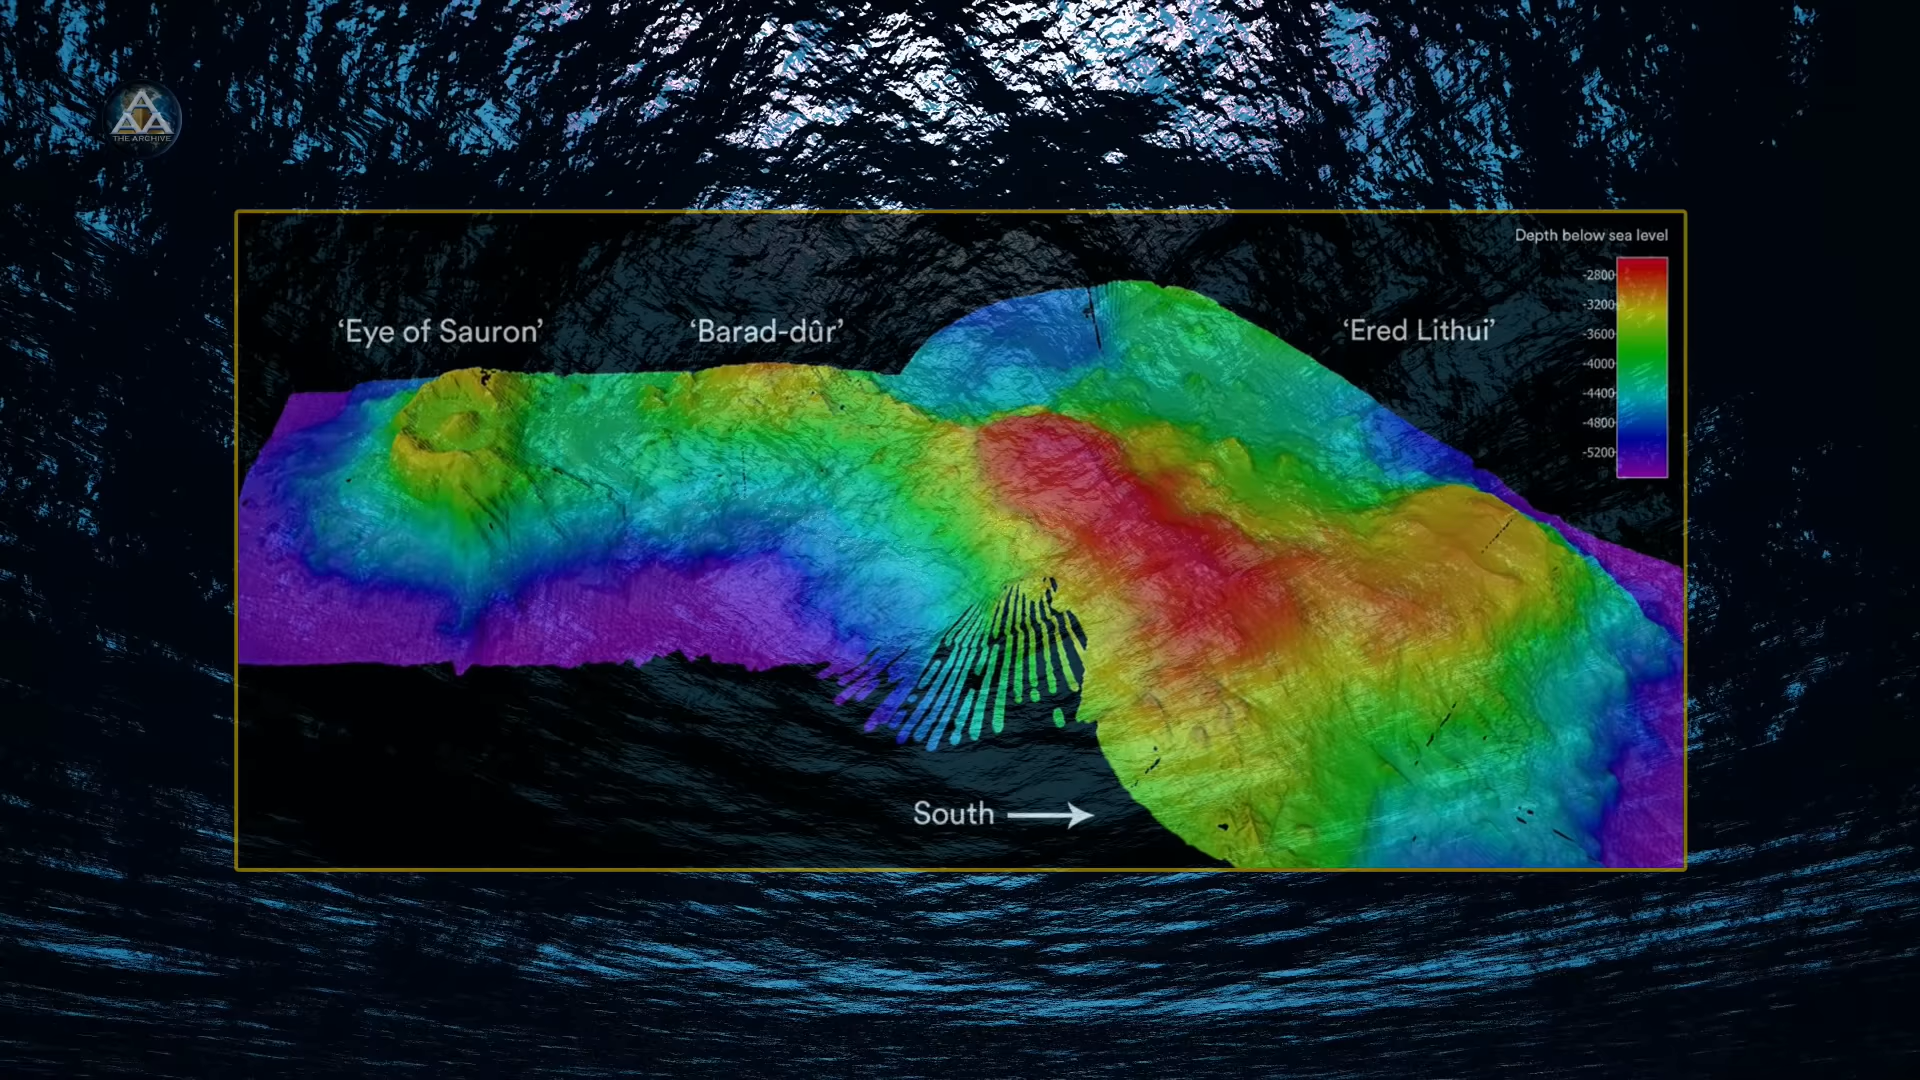 AAA
THE ARCHIVE
Depth below sea level
-2800
-3200
-3600
-4000
-4400
-4800
-5200
‘Eye of Sauron’
‘Barad-dûr’
‘Ered Lithui’
South